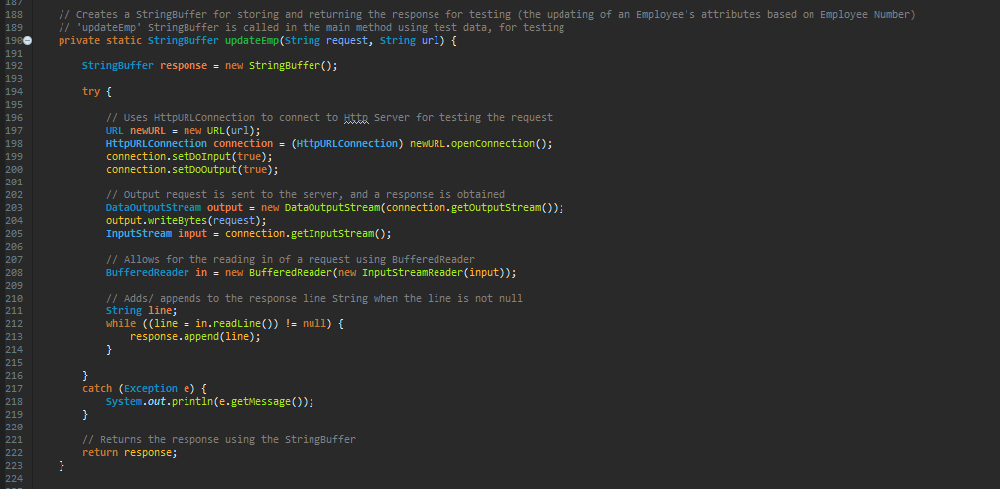 187
188 // Creates a StringBuffer for storing and returning the response for testing (the updating of an Employee's attributes based on Employee Number)
189 // 'updateEmp' StringBuffer is called in the main method using test data, for testing
190 private static StringBuffer updateEmp(String request, String url) {
191
192 StringBuffer response = new StringBuffer();
193
194 try {
195
196 // Uses HttpURLConnection to connect to Http Server for testing the request
197 URL newURL = new URL(url);
198 HttpURLConnection connection = (HttpURLConnection) newURL.openConnection();
199 connection.setDoInput(true);
200 connection.setDoOutput(true);
201
202 // Output request is sent to the server, and a response is obtained
203 DataOutputStream output = new DataOutputStream(connection.getOutputStream());
204 output.writeBytes(request);
205 InputStream input = connection.getInputStream();
206
207 // Allows for the reading in of a request using BufferedReader
208 BufferedReader in = new BufferedReader(new InputStreamReader(input));
209
210 // Adds/ appends to the response line String when the line is not null
211 String line;
212 while ((line = in.readLine()) != null) {
213 response.append(line);
214 }
215
216 }
217 catch (Exception e) {
218 System.out.println(e.getMessage());
219 }
220
221 // Returns the response using the StringBuffer
222 return response;
223 }
224